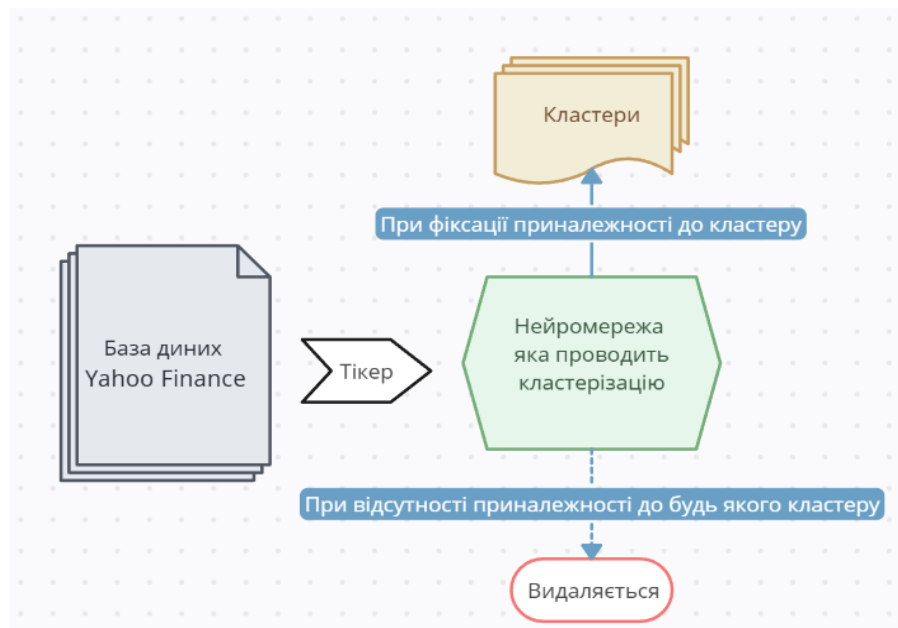 Кластери
При фіксації приналежності до кластеру
База диних
Yahoo Finance
Тікер
Нейромережа
яка проводить
кластерізацію
При відсутності приналежності до будь якого кластеру
Видаляється